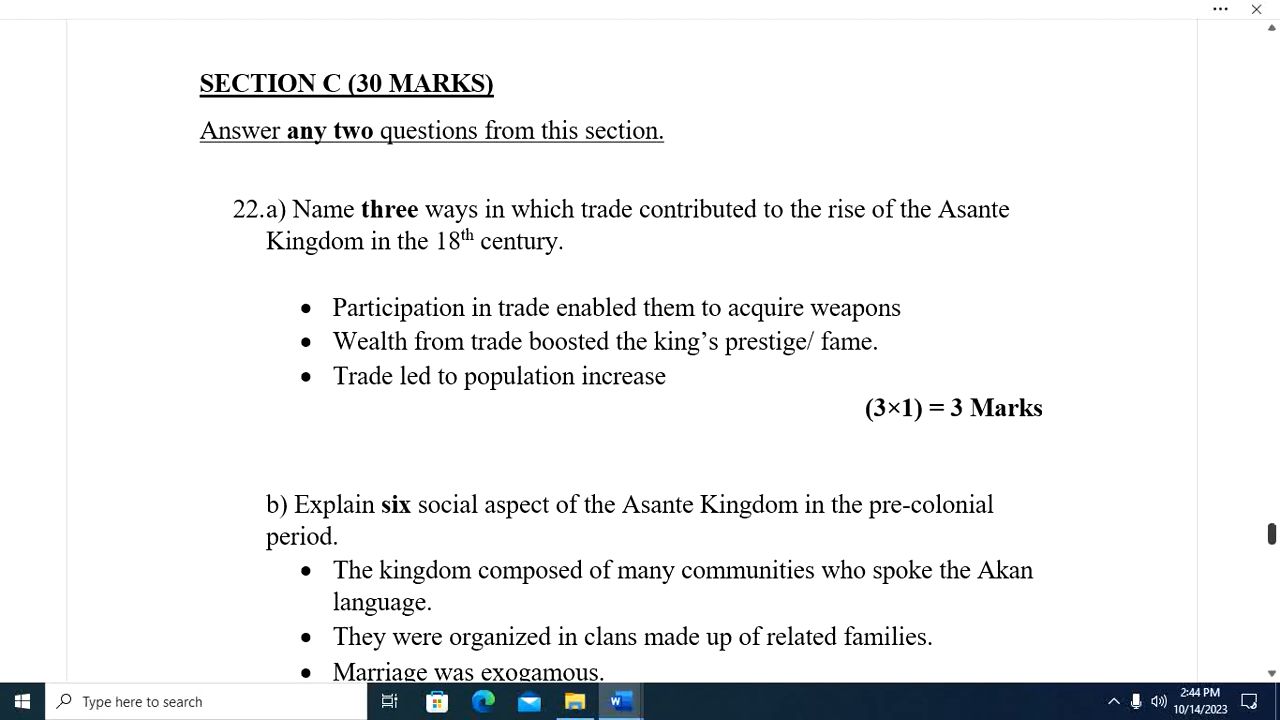 SECTION C (30 MARKS)
Answer any two questions from this section.
22.a) Name three ways in which trade contributed to the rise of the Asante
Kingdom in the 18th century.
• Participation in trade enabled them to acquire weapons
• Wealth from trade boosted the king’s prestige/ fame.
• Trade led to population increase
(3×1) = 3 Marks
b) Explain six social aspect of the Asante Kingdom in the pre-colonial
period.
• The kingdom composed of many communities who spoke the Akan
language.
• They were organized in clans made up of related families.
• Marriage was exogamous.
Type here to search
2:44 PM
10/14/2023